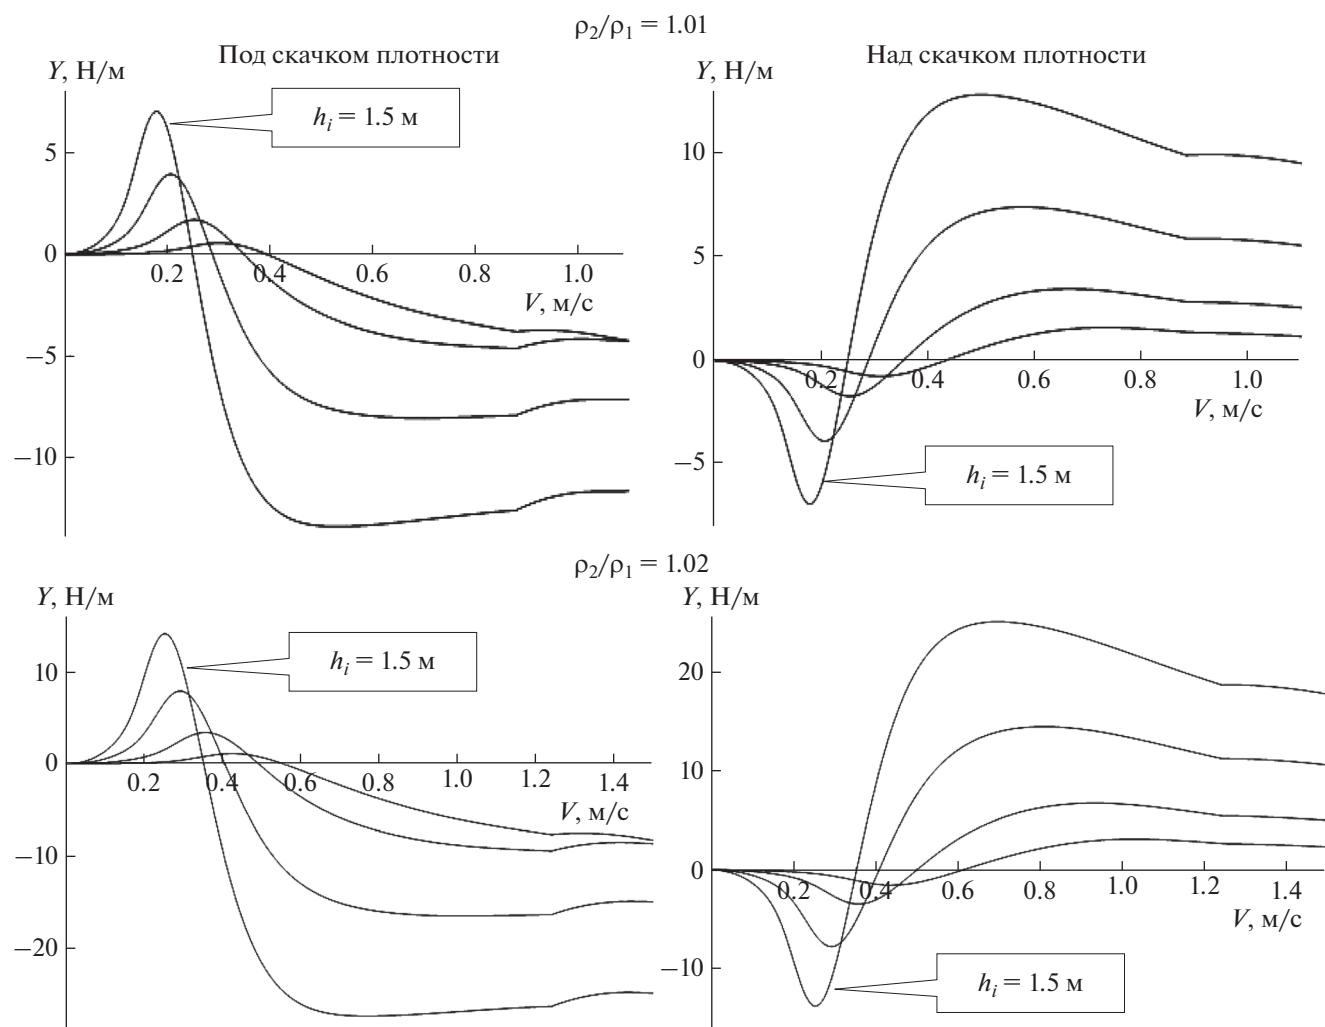 ρ₂/ρ₁ = 1.01
Под скачком плотности
Над скачком плотности
Y, Н/м
hᵢ = 1.5 м
5
0
−5
−10
0.2
0.4
0.6
0.8
1.0
V, м/с
Y, Н/м
10
5
0
−5
0.2
0.4
0.6
0.8
1.0
V, м/с
hᵢ = 1.5 м
ρ₂/ρ₁ = 1.02
Y, Н/м
hᵢ = 1.5 м
10
0
−10
−20
0.2
0.4
0.6
0.8
1.0
1.2
1.4
V, м/с
Y, Н/м
20
10
0
−10
0.2
0.4
0.6
0.8
1.0
1.2
1.4
V, м/с
hᵢ = 1.5 м